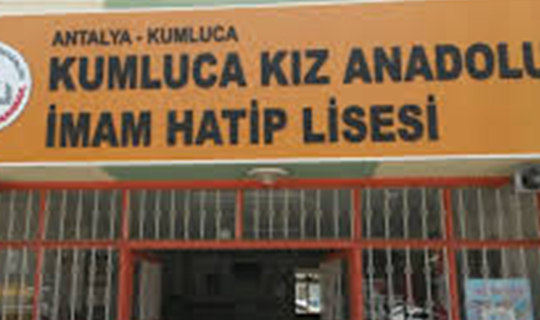 ANTALYA - KUMLUCA
KUMLUCA KIZ ANADOLU
İMAM HATİP LİSESİ